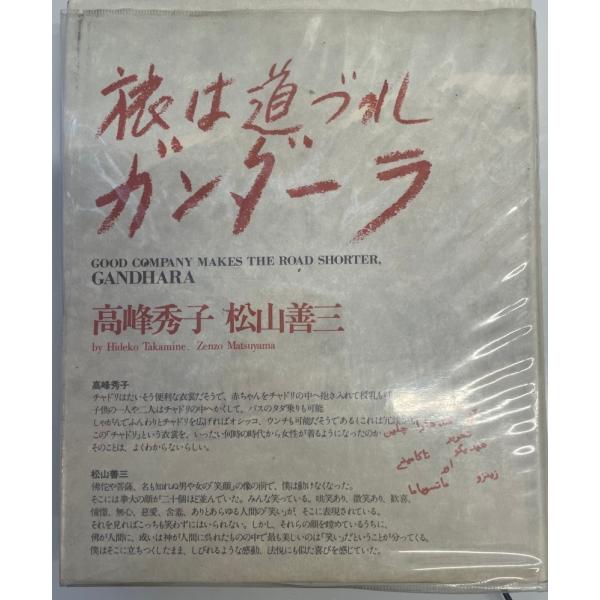 旅は道づれ
ガンダーラ
GOOD COMPANY MAKES THE ROAD SHORTER,
GANDHARA
高峰秀子 松山善三
by Hideko Takamine、Zenzo Matsuyama
高峰秀子
チャドリはたいそう便利な衣裳だそうで、赤ちゃんをチャドリの中へ抱き入れて授乳も
子供の一人や二人はチャドリの中へかくして、バスのタダ乗りも可能
しゃがんでふんわりとチャドリを広げればオシッコ、ウンチも可能だそうである(これは
この「チャドリ」という衣裳を、いったい何時の時代から女性が着るようになったのか
そのことは、よくわからないらしい。
松山善三
佛陀や菩薩、名も知れぬ男や女の「笑顔」の像の前で、僕は動けなくなった。
そこには拳大の顔が二十個ほど並んでいた。みんな笑っている。哄笑あり、微笑あり、歓喜、
憧憬、無心、慈愛、含羞、ありとあらゆる人間の「笑い」が、そこに表現されている。
それを見ればこっちも笑わずにはいられない。しかし、それらの顔を瞠めているうちに、
佛が人間に、或いは神が人間に呉れたものの中で最も美しいのは「笑い」だということが分ってくる。
僕はそこに立ちつくしたまま、しびれるような感動、法悦にも似た喜びを感じていた。
تحریر
ہیدیکو تاکامینے
اور
زینزو ماتسویاما